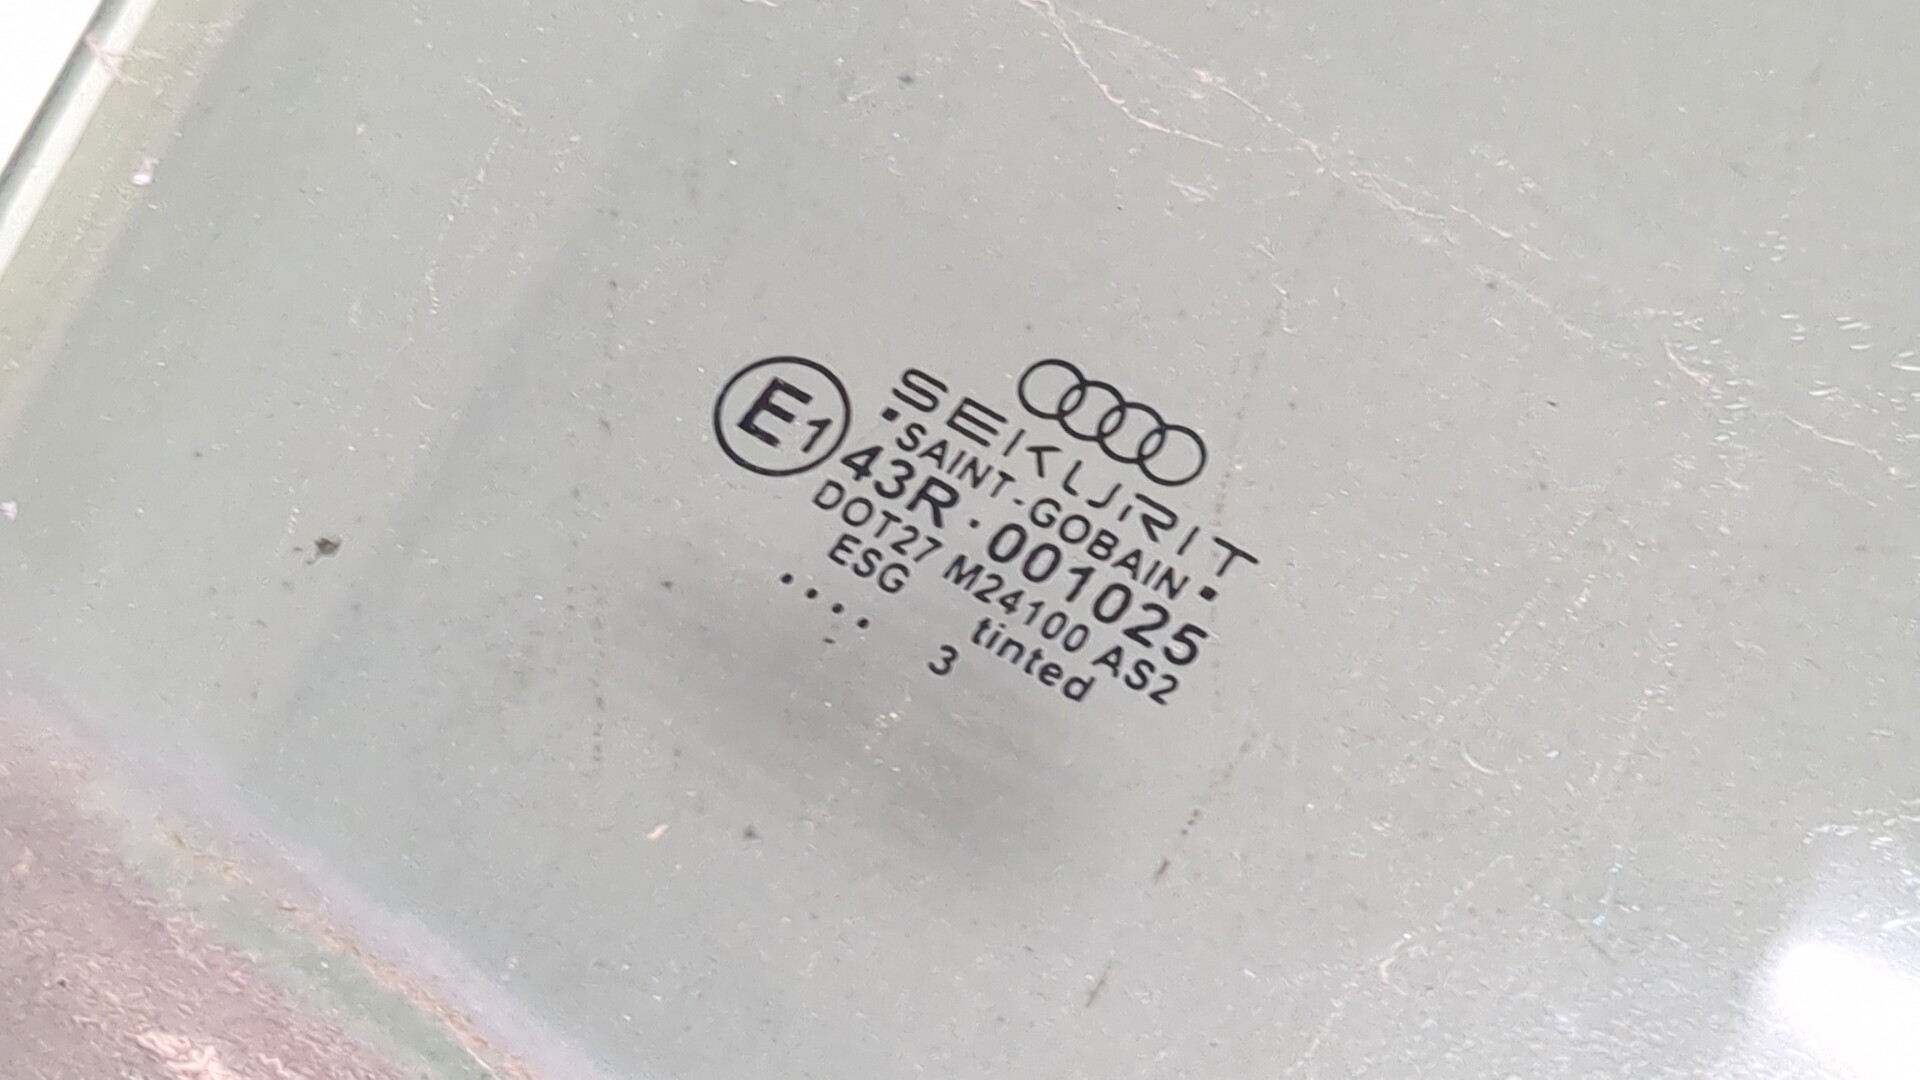 SEKURIT
SAINT-GOBAIN
E1
43R·001025
DOT27 M24100 AS2
ESG tinted
.... 3